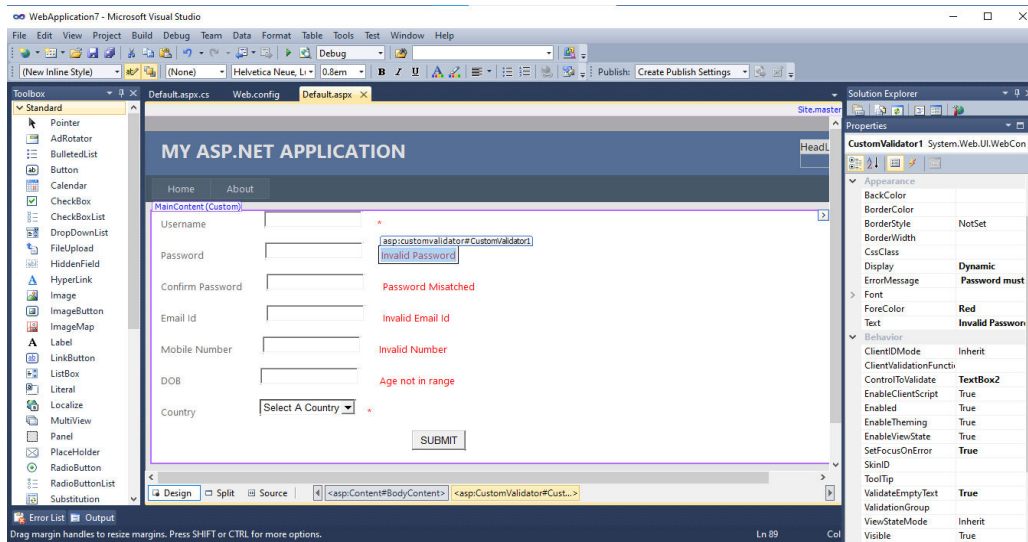 WebApplication7 - Microsoft Visual Studio
File Edit View Project Build Debug Team Data Format Table Tools Test Window Help
Debug
(New Inline Style) (None) Helvetica Neue, Lu 0.8em B I U A Publish: Create Publish Settings
Toolbox
Standard
Pointer
AdRotator
BulletedList
Button
Calendar
CheckBox
CheckBoxList
DropDownList
FileUpload
HiddenField
HyperLink
Image
ImageButton
ImageMap
A Label
LinkButton
ListBox
Literal
Localize
MultiView
Panel
PlaceHolder
RadioButton
RadioButtonList
Substitution
Default.aspx.cs Web.config Default.aspx
Site.master
MY ASP.NET APPLICATION
HeadL
Home About
MainContent (Custom)
Username *
asp:customvalidator#CustomValidator1
Password Invalid Password
Confirm Password Password Misatched
Email Id Invalid Email Id
Mobile Number Invalid Number
DOB Age not in range
Country Select A Country *
SUBMIT
Design Split Source <asp:Content#BodyContent> <asp:CustomValidator#Cust...>
Solution Explorer
Properties
CustomValidator1 System.Web.UI.WebCon
Appearance
BackColor
BorderColor
BorderStyle NotSet
BorderWidth
CssClass
Display Dynamic
ErrorMessage Password must
Font
ForeColor Red
Text Invalid Passwor
Behavior
ClientIDMode Inherit
ClientValidationFuncti
ControlToValidate TextBox2
EnableClientScript True
Enabled True
EnableTheming True
EnableViewState True
SetFocusOnError True
SkinID
ToolTip
ValidateEmptyText True
ValidationGroup
ViewStateMode Inherit
Visible True
Error List Output
Drag margin handles to resize margins. Press SHIFT or CTRL for more options. Ln 89 Col